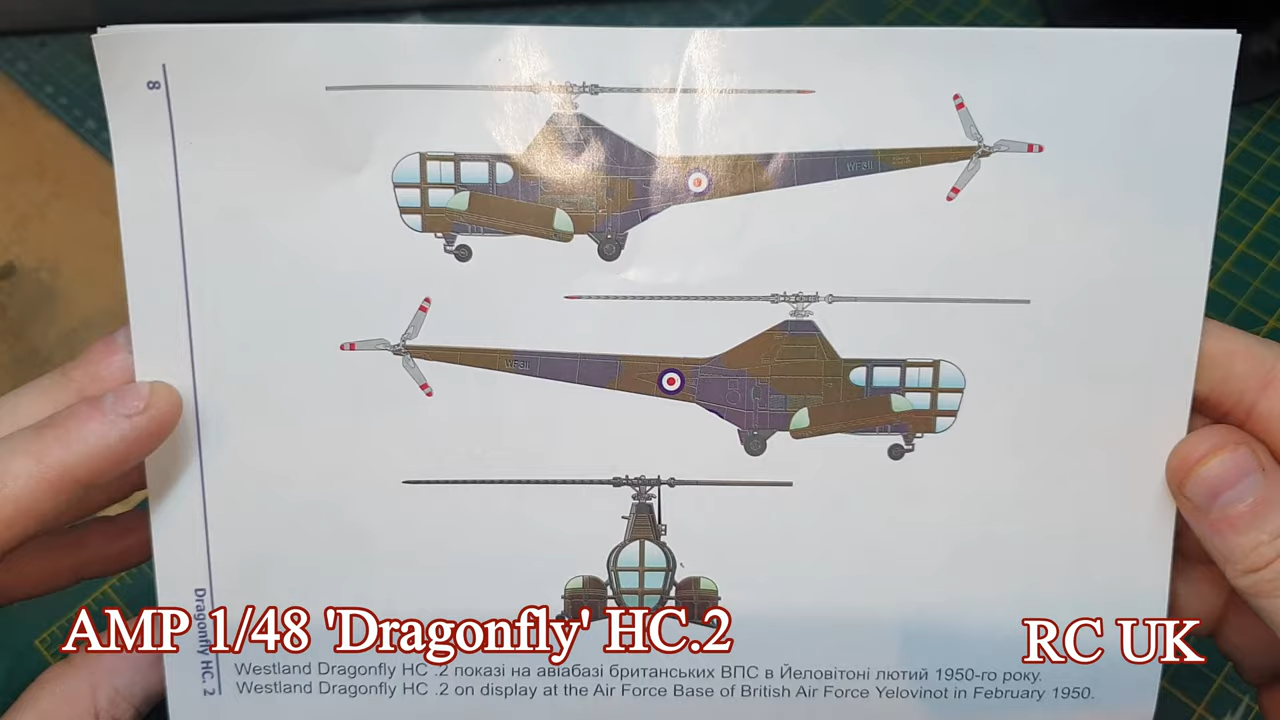 8
WF311
WF311
Dragonfly HC. 2
AMP 1/48 'Dragonfly' HC.2
RC UK
Westland Dragonfly HC .2 показі на авіабазі британських ВПС в Йеловітоні лютий 1950-го року.
Westland Dragonfly HC .2 on display at the Air Force Base of British Air Force Yelovinot in February 1950.